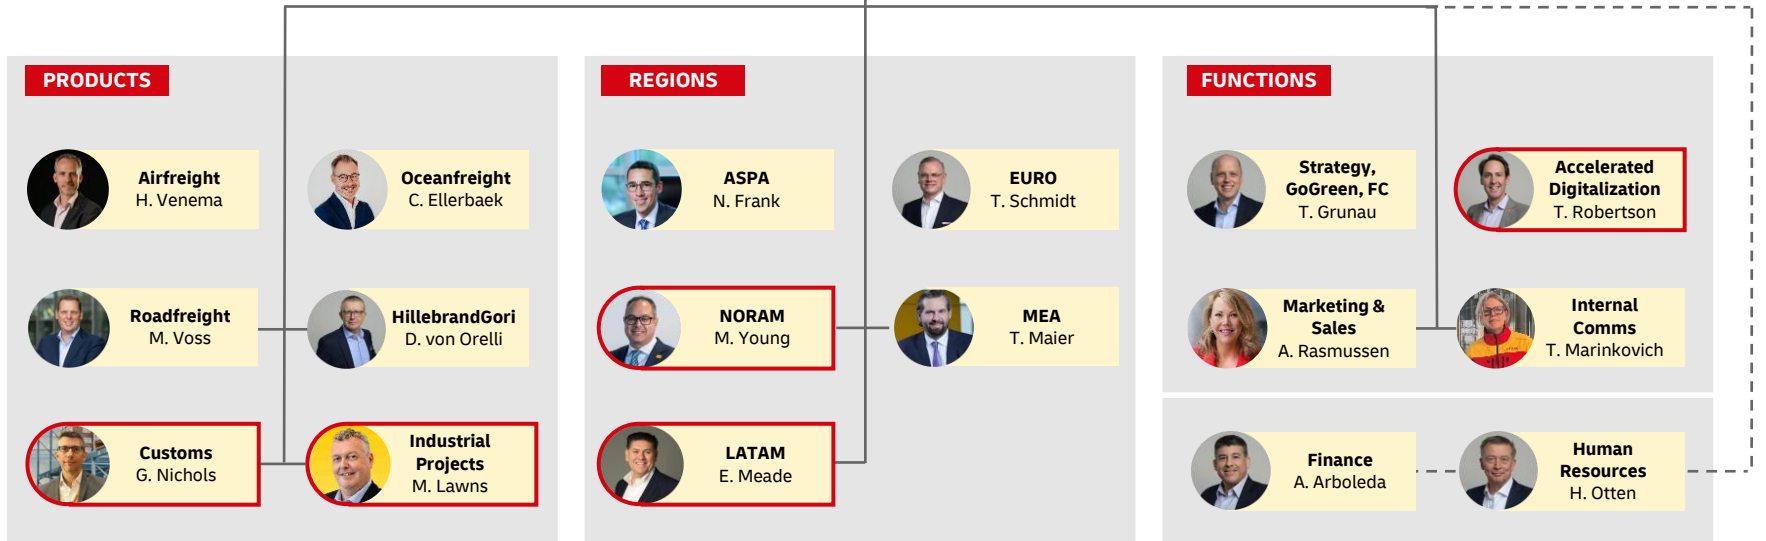 PRODUCTS
Airfreight
H. Venema
Oceanfreight
C. Ellerbaek
Roadfreight
M. Voss
HillebrandGori
D. von Orelli
Customs
G. Nichols
Industrial
Projects
M. Lawns
REGIONS
ASPA
N. Frank
EURO
T. Schmidt
NORAM
M. Young
MEA
T. Maier
LATAM
E. Meade
FUNCTIONS
Strategy,
GoGreen, FC
T. Grunau
Accelerated
Digitalization
T. Robertson
Marketing &
Sales
A. Rasmussen
Internal
Comms
T. Marinkovich
Finance
A. Arboleda
Human
Resources
H. Otten